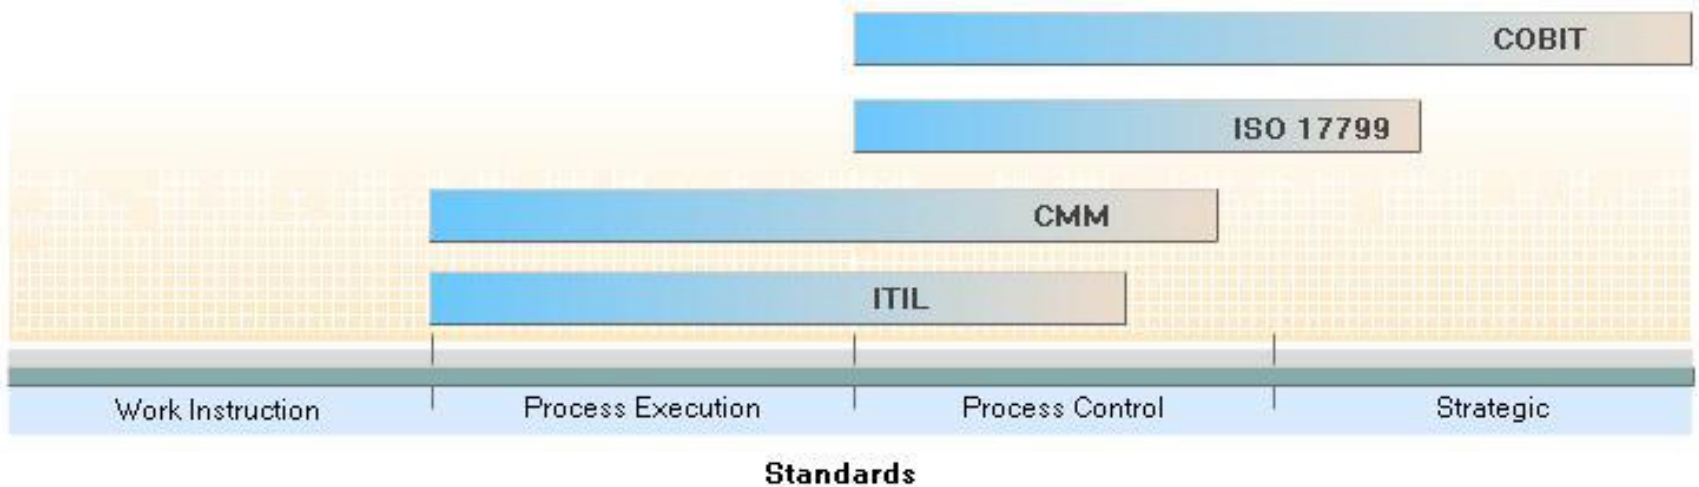 COBIT
ISO 17799
CMM
ITIL
Work Instruction
Process Execution
Process Control
Strategic
Standards